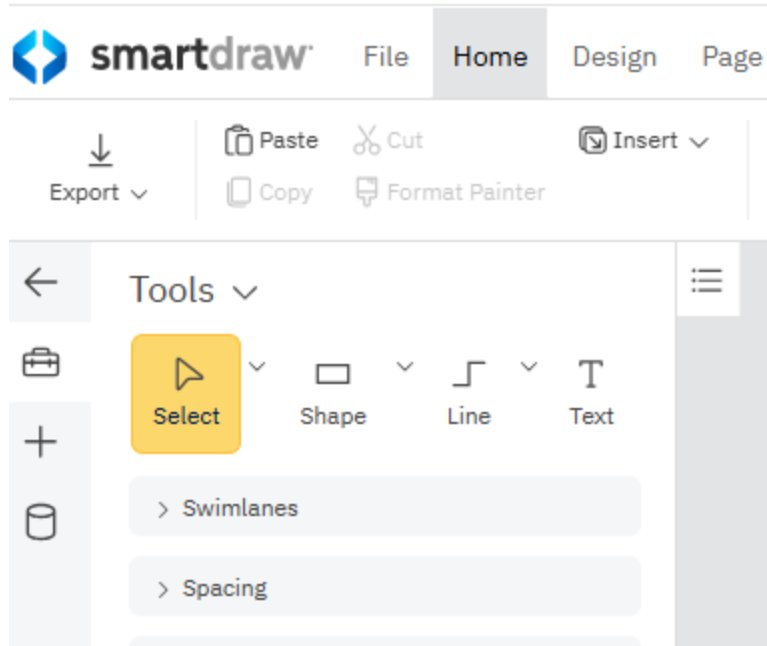 smartdraw File Home Design Page
Paste Cut Insert
Export Copy Format Painter
Tools
Select Shape Line Text
Swimlanes
Spacing